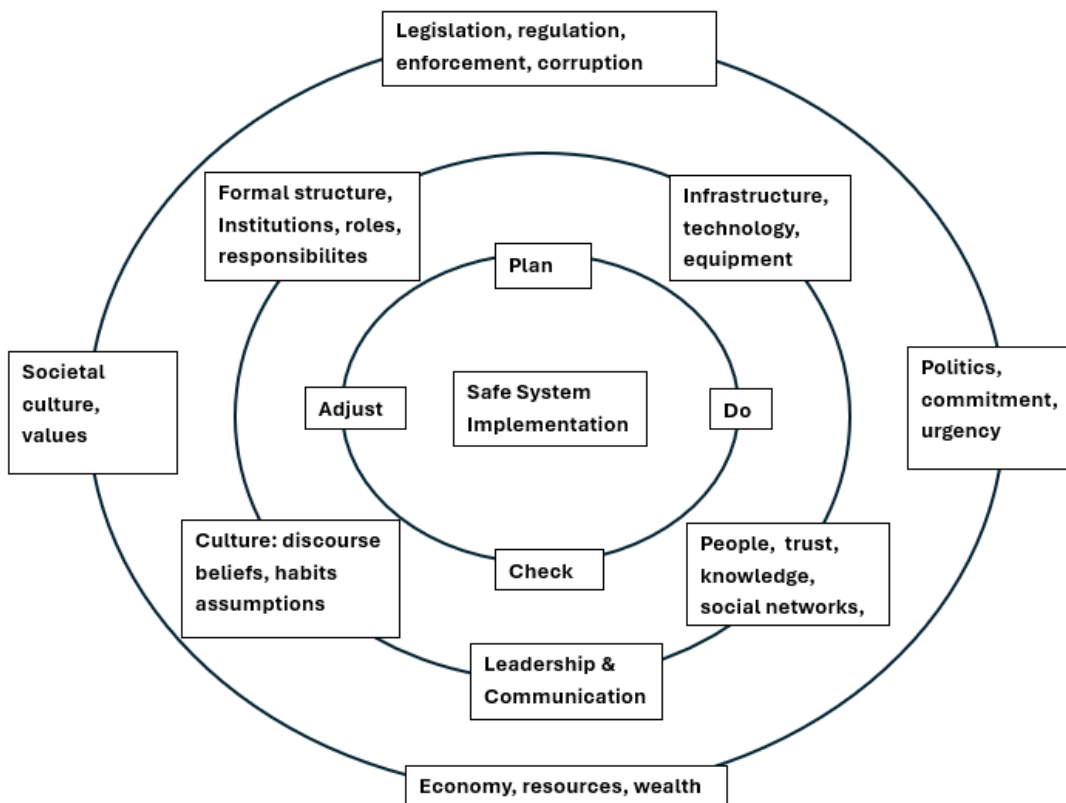 Legislation, regulation,
enforcement, corruption
Formal structure,
Institutions, roles,
responsibilites
Infrastructure,
technology,
equipment
Plan
Societal
culture,
values
Adjust
Safe System
Implementation
Do
Politics,
commitment,
urgency
Culture: discourse
beliefs, habits
assumptions
Check
People, trust,
knowledge,
social networks,
Leadership &
Communication
Economy, resources, wealth